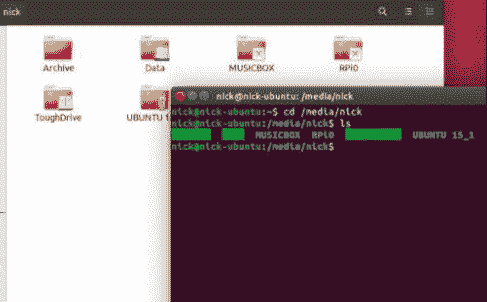 nick
Archive
Data
MUSICBOX
RPi0
ToughDrive
UBUNTU 1
nick@nick-ubuntu: /media/nick
nick@nick-ubuntu:~$ cd /media/nick
nick@nick-ubuntu:/media/nick$ ls
MUSICBOX RPi0 UBUNTU 15_1
nick@nick-ubuntu:/media/nick$